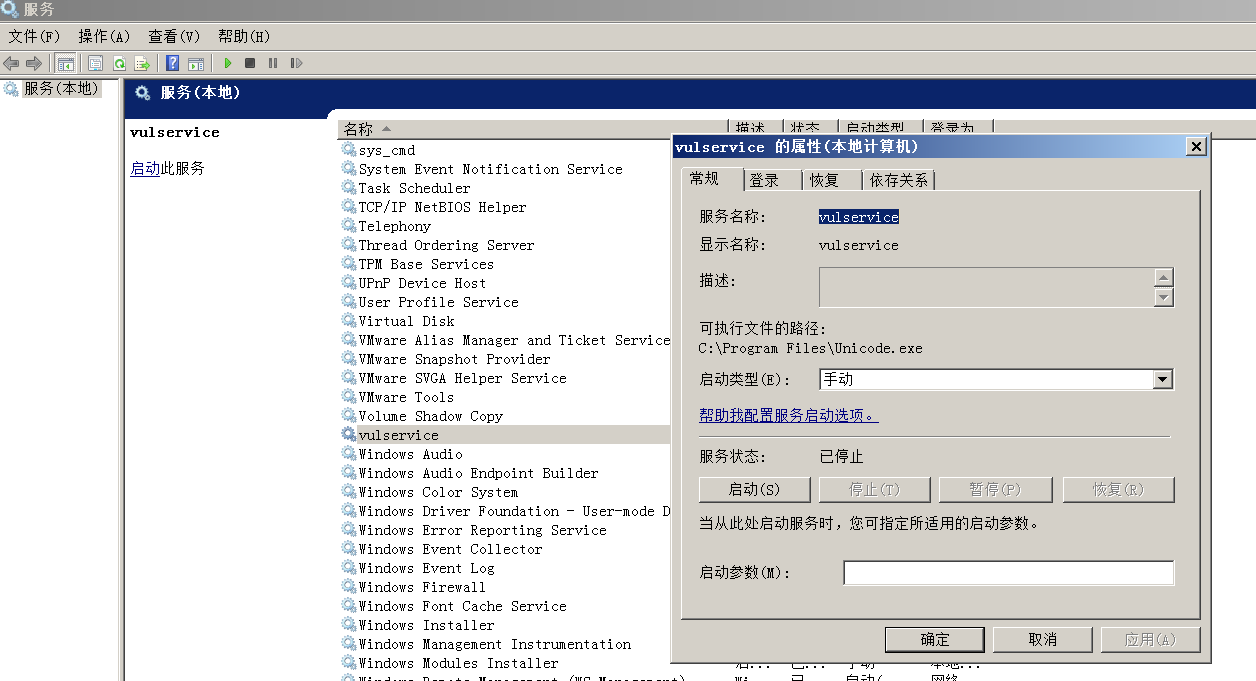 服务
文件(F) 操作(A) 查看(V) 帮助(H)
服务(本地)
服务(本地)
vulservice
启动此服务
名称 描述 状态 启动类型 登录为
sys_cmd
System Event Notification Service
Task Scheduler
TCP/IP NetBIOS Helper
Telephony
Thread Ordering Server
TPM Base Services
UPnP Device Host
User Profile Service
Virtual Disk
VMware Alias Manager and Ticket Service
VMware Snapshot Provider
VMware SVGA Helper Service
VMware Tools
Volume Shadow Copy
vulservice
Windows Audio
Windows Audio Endpoint Builder
Windows Color System
Windows Driver Foundation - User-mode D
Windows Error Reporting Service
Windows Event Collector
Windows Event Log
Windows Firewall
Windows Font Cache Service
Windows Installer
Windows Management Instrumentation
Windows Modules Installer
Windows Remote Management (WS-Management)
vulservice 的属性(本地计算机)
常规 登录 恢复 依存关系
服务名称: vulservice
显示名称: vulservice
描述:
可执行文件的路径:
C:\Program Files\Unicode.exe
启动类型(E): 手动
帮助我配置服务启动选项。
服务状态: 已停止
启动(S) 停止(T) 暂停(P) 恢复(R)
当从此处启动服务时，您可指定所适用的启动参数。
启动参数(M):
确定 取消 应用(A)